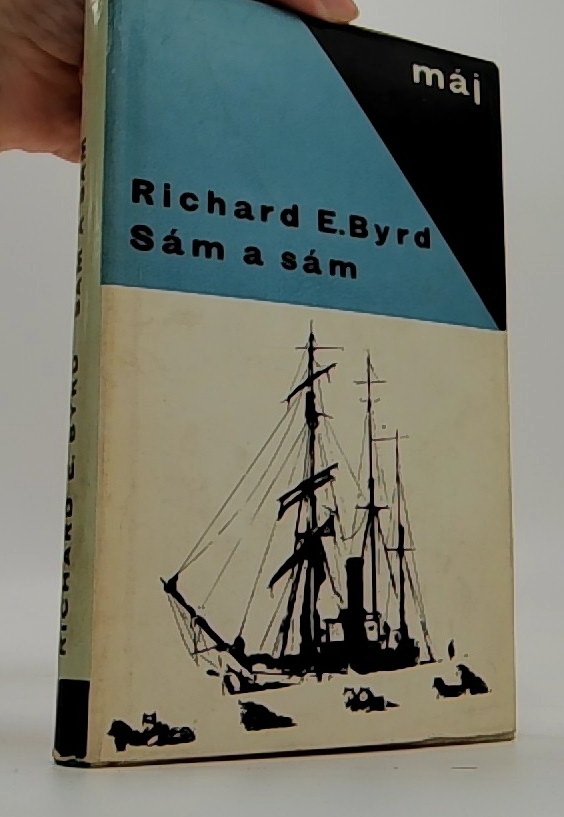 máj
Richard E. Byrd
Sám a sám
RICHARD E. BYRD SÁM A SÁM